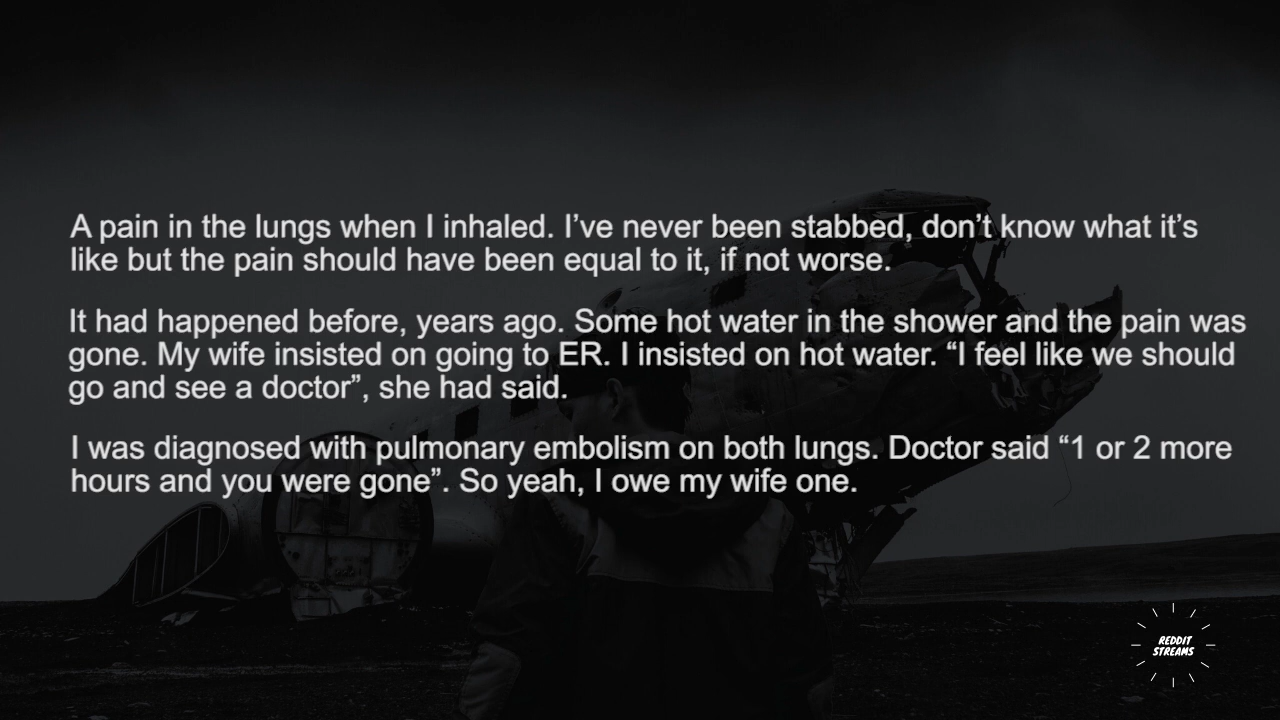 A pain in the lungs when I inhaled. I’ve never been stabbed, don’t know what it’s
like but the pain should have been equal to it, if not worse.
It had happened before, years ago. Some hot water in the shower and the pain was
gone. My wife insisted on going to ER. I insisted on hot water. “I feel like we should
go and see a doctor”, she had said.
I was diagnosed with pulmonary embolism on both lungs. Doctor said “1 or 2 more
hours and you were gone”. So yeah, I owe my wife one.
REDDIT
STREAMS